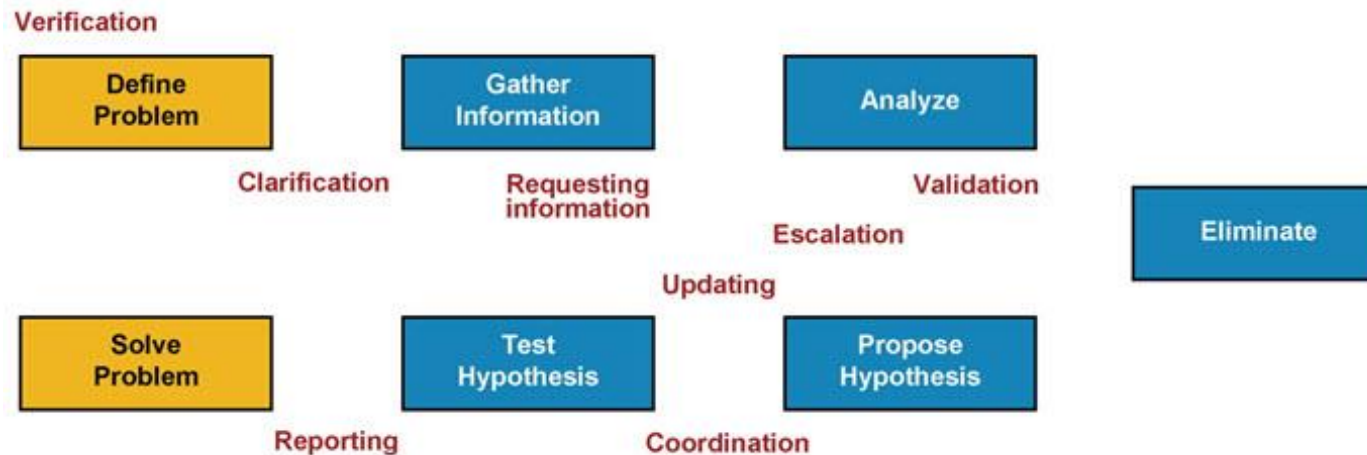 Verification
Define
Problem
Gather
Information
Analyze
Clarification
Requesting
information
Validation
Escalation
Eliminate
Updating
Solve
Problem
Test
Hypothesis
Propose
Hypothesis
Reporting
Coordination